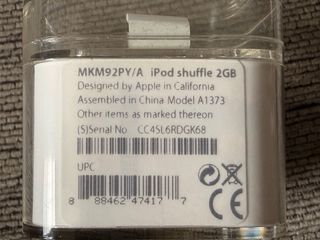 MKM92PY/A iPod shuffle 2GB
Designed by Apple in California
Assembled in China Model A1373
Other items as marked thereon
(S)Serial No CC4SL6RDGK68
UPC
8 88462 47417 7
CE